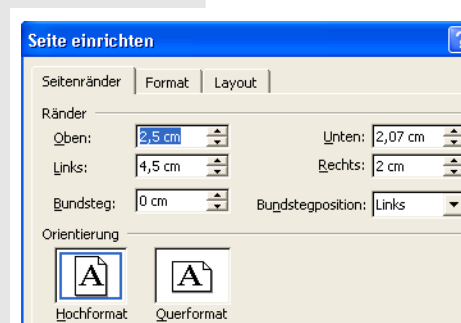 Seite einrichten ?
Seitenränder Format Layout
Ränder
Oben: 2,5 cm Unten: 2,07 cm
Links: 4,5 cm Rechts: 2 cm
Bundsteg: 0 cm Bundstegposition: Links
Orientierung
A A
Hochformat Querformat